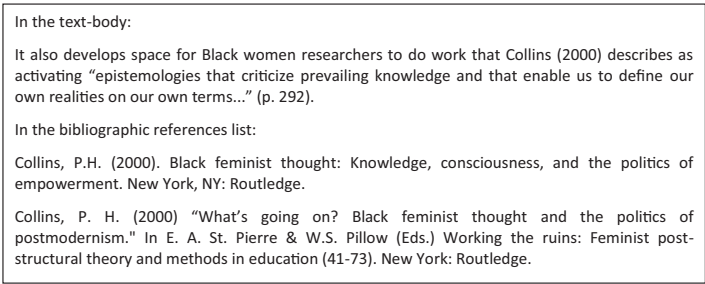 In the text-body:
It also develops space for Black women researchers to do work that Collins (2000) describes as
activating “epistemologies that criticize prevailing knowledge and that enable us to define our
own realities on our own terms...” (p. 292).
In the bibliographic references list:
Collins, P.H. (2000). Black feminist thought: Knowledge, consciousness, and the politics of
empowerment. New York, NY: Routledge.
Collins, P. H. (2000) “What’s going on? Black feminist thought and the politics of
postmodernism." In E. A. St. Pierre & W.S. Pillow (Eds.) Working the ruins: Feminist post-
structural theory and methods in education (41-73). New York: Routledge.